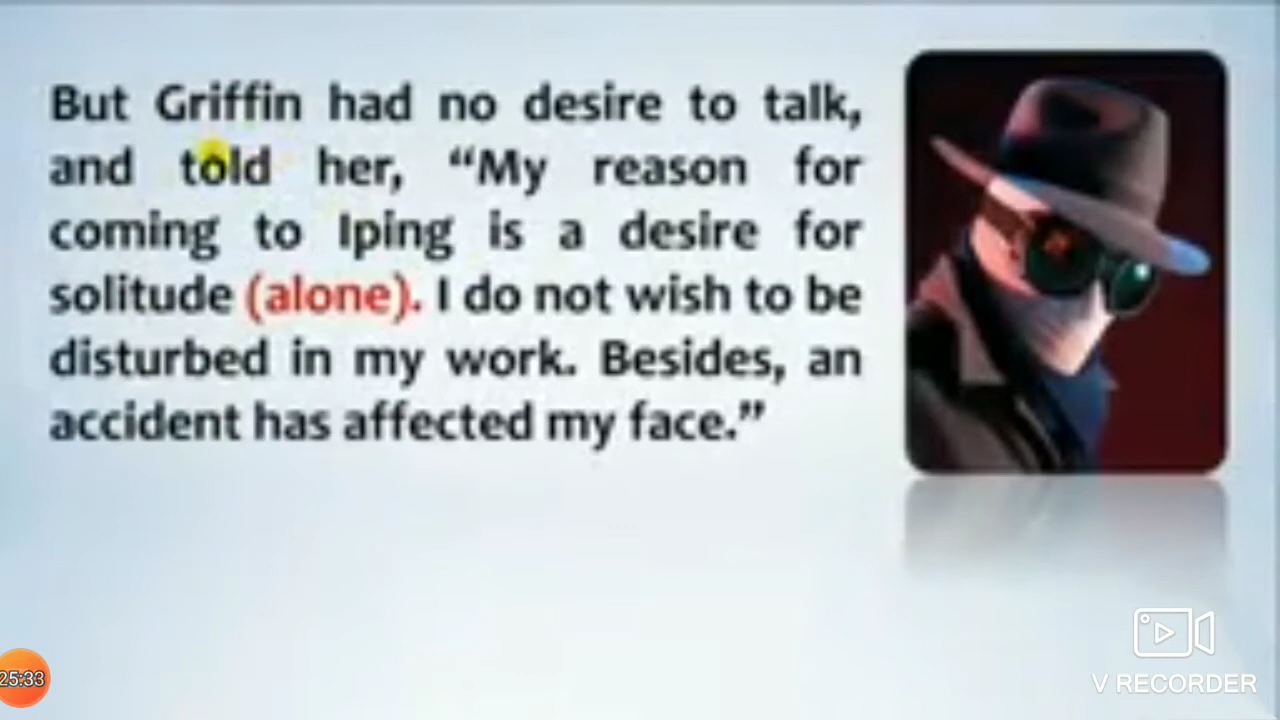 But Griffin had no desire to talk,
and told her, “My reason for
coming to Iping is a desire for
solitude (alone). I do not wish to be
disturbed in my work. Besides, an
accident has affected my face.”
25:33
V RECORDER